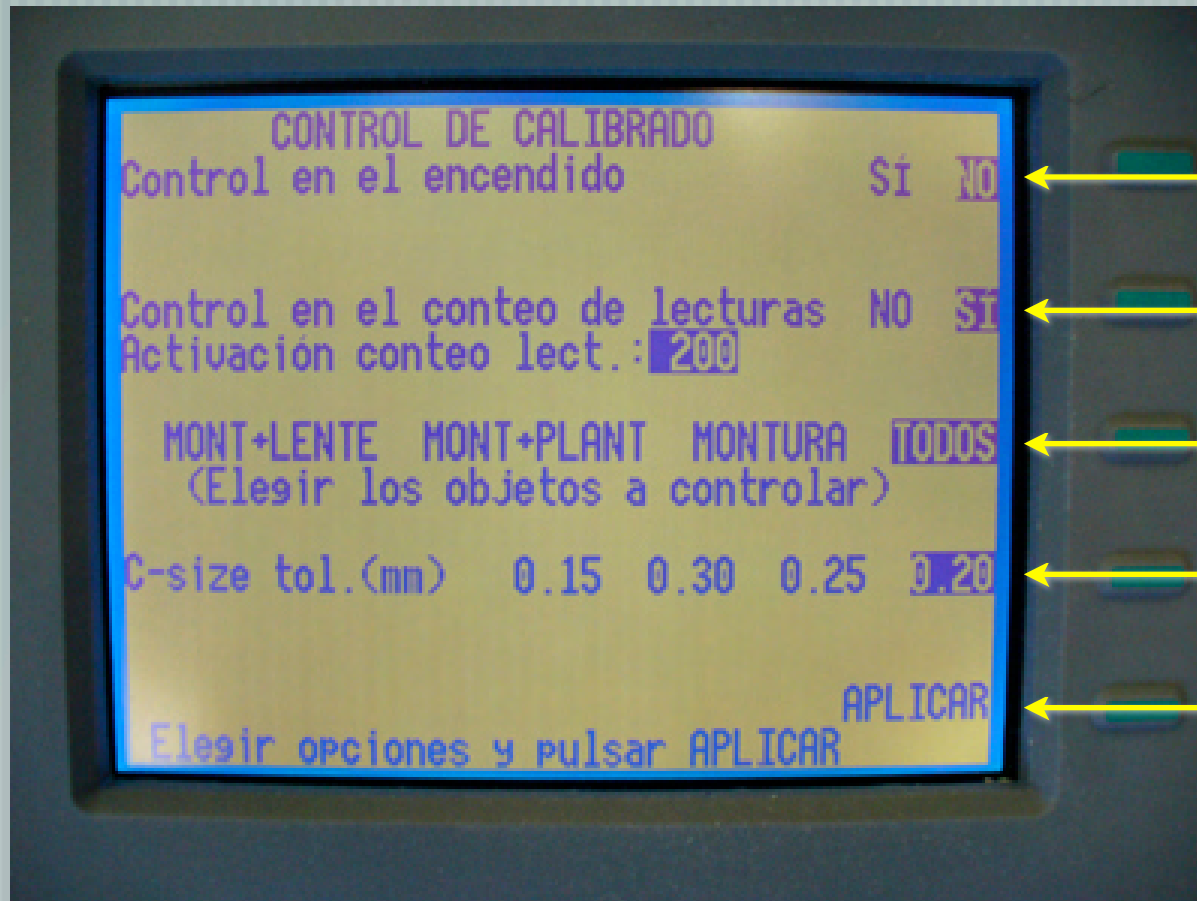 CONTROL DE CALIBRADO
Control en el encendido SÍ NO
Control en el conteo de lecturas NO SÍ
Activación conteo lect.: 200
MONT+LENTE MONT+PLANT MONTURA TODOS
(Elegir los objetos a controlar)
C-size tol.(mm) 0.15 0.30 0.25 0.20
APLICAR
Elegir opciones y pulsar APLICAR